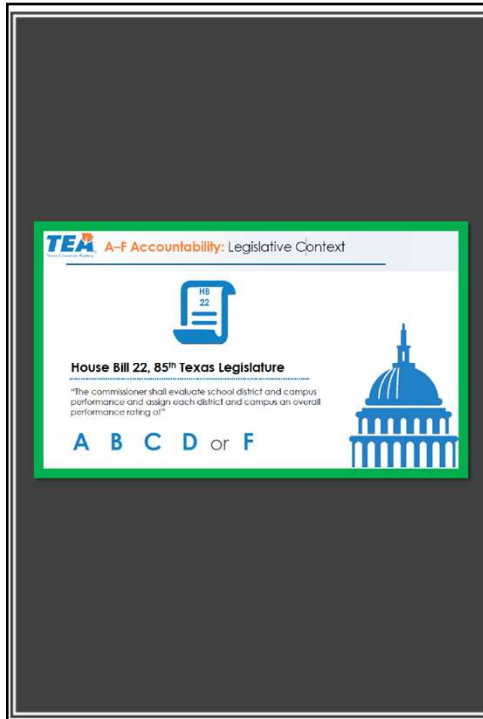 TEA
Texas Education Agency
A–F Accountability: Legislative Context
HB
22
House Bill 22, 85th Texas Legislature
“The commissioner shall evaluate school district and campus
performance and assign each district and campus an overall
performance rating of”
A B C D or F